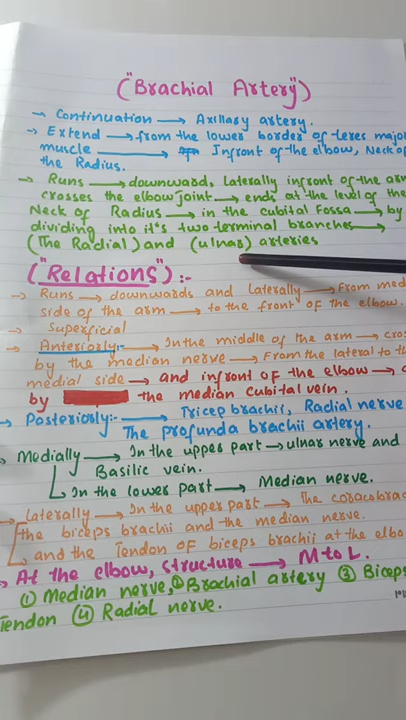 ("Brachial Artery")
→ Continuation → Axillary artery.
→ Extend → from the lower border of teres major
muscle → Infront of the elbow, Neck of
the Radius.
→ Runs → downward, laterally infront of the arm
crosses the elbow joint → ends at the level of the
Neck of Radius → in the cubital fossa → by
dividing into it's two terminal branches →
(The Radial) and (ulnar) arteries
("Relations") :-
→ Runs → downwards and laterally → From med
side of the arm → to the front of the elbow.
→ Superficial
→ Anteriorly:- → In the middle of the arm → cros
by the median nerve → From the lateral to th
medial side → and infront of the elbow → c
by the median cubital vein.
→ Posteriorly:- → Tricep brachii, Radial nerve
The profunda brachii artery.
→ Medially → In the upper part → ulnar nerve and
Basilic vein.
In the lower part → Median nerve.
→ Laterally → In the upper part → The coracobrac
the biceps brachii and the median nerve.
and the Tendon of biceps brachii at the elbo
→ At the elbow, structure → M to L.
① Median nerve, ② Brachial artery ③ Biceps
Tendon ④ Radial nerve.